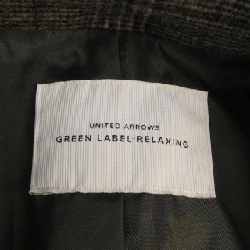 UNITED ARROWS
GREEN LABEL RELAXING